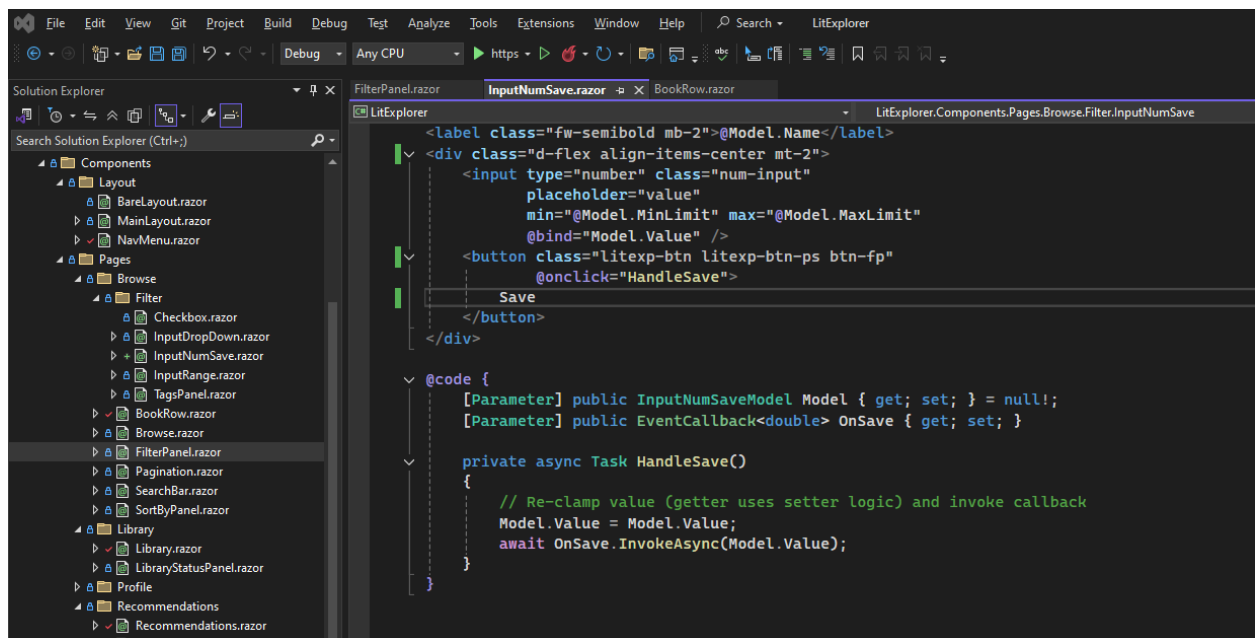 File Edit View Git Project Build Debug Test Analyze Tools Extensions Window Help Search LitExplorer
Debug Any CPU https
Solution Explorer
Search Solution Explorer (Ctrl+;)
Components
Layout
BareLayout.razor
MainLayout.razor
NavMenu.razor
Pages
Browse
Filter
Checkbox.razor
InputDropDown.razor
InputNumSave.razor
InputRange.razor
TagsPanel.razor
BookRow.razor
Browse.razor
FilterPanel.razor
Pagination.razor
SearchBar.razor
SortByPanel.razor
Library
Library.razor
LibraryStatusPanel.razor
Profile
Recommendations
Recommendations.razor
FilterPanel.razor InputNumSave.razor BookRow.razor
LitExplorer LitExplorer.Components.Pages.Browse.Filter.InputNumSave
<label class="fw-semibold mb-2">@Model.Name</label>
<div class="d-flex align-items-center mt-2">
<input type="number" class="num-input"
placeholder="value"
min="@Model.MinLimit" max="@Model.MaxLimit"
@bind="Model.Value" />
<button class="litexp-btn litexp-btn-ps btn-fp"
@onclick="HandleSave">
Save
</button>
</div>
@code {
[Parameter] public InputNumSaveModel Model { get; set; } = null!;
[Parameter] public EventCallback<double> OnSave { get; set; }
private async Task HandleSave()
{
// Re-clamp value (getter uses setter logic) and invoke callback
Model.Value = Model.Value;
await OnSave.InvokeAsync(Model.Value);
}
}